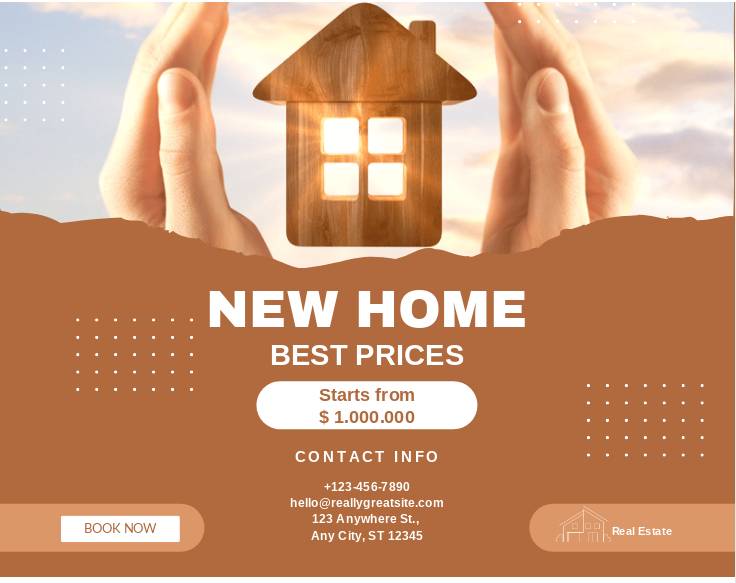 NEW HOME
BEST PRICES
Starts from
$ 1.000.000
CONTACT INFO
+123-456-7890
hello@reallygreatsite.com
123 Anywhere St.,
Any City, ST 12345
BOOK NOW
Real Estate